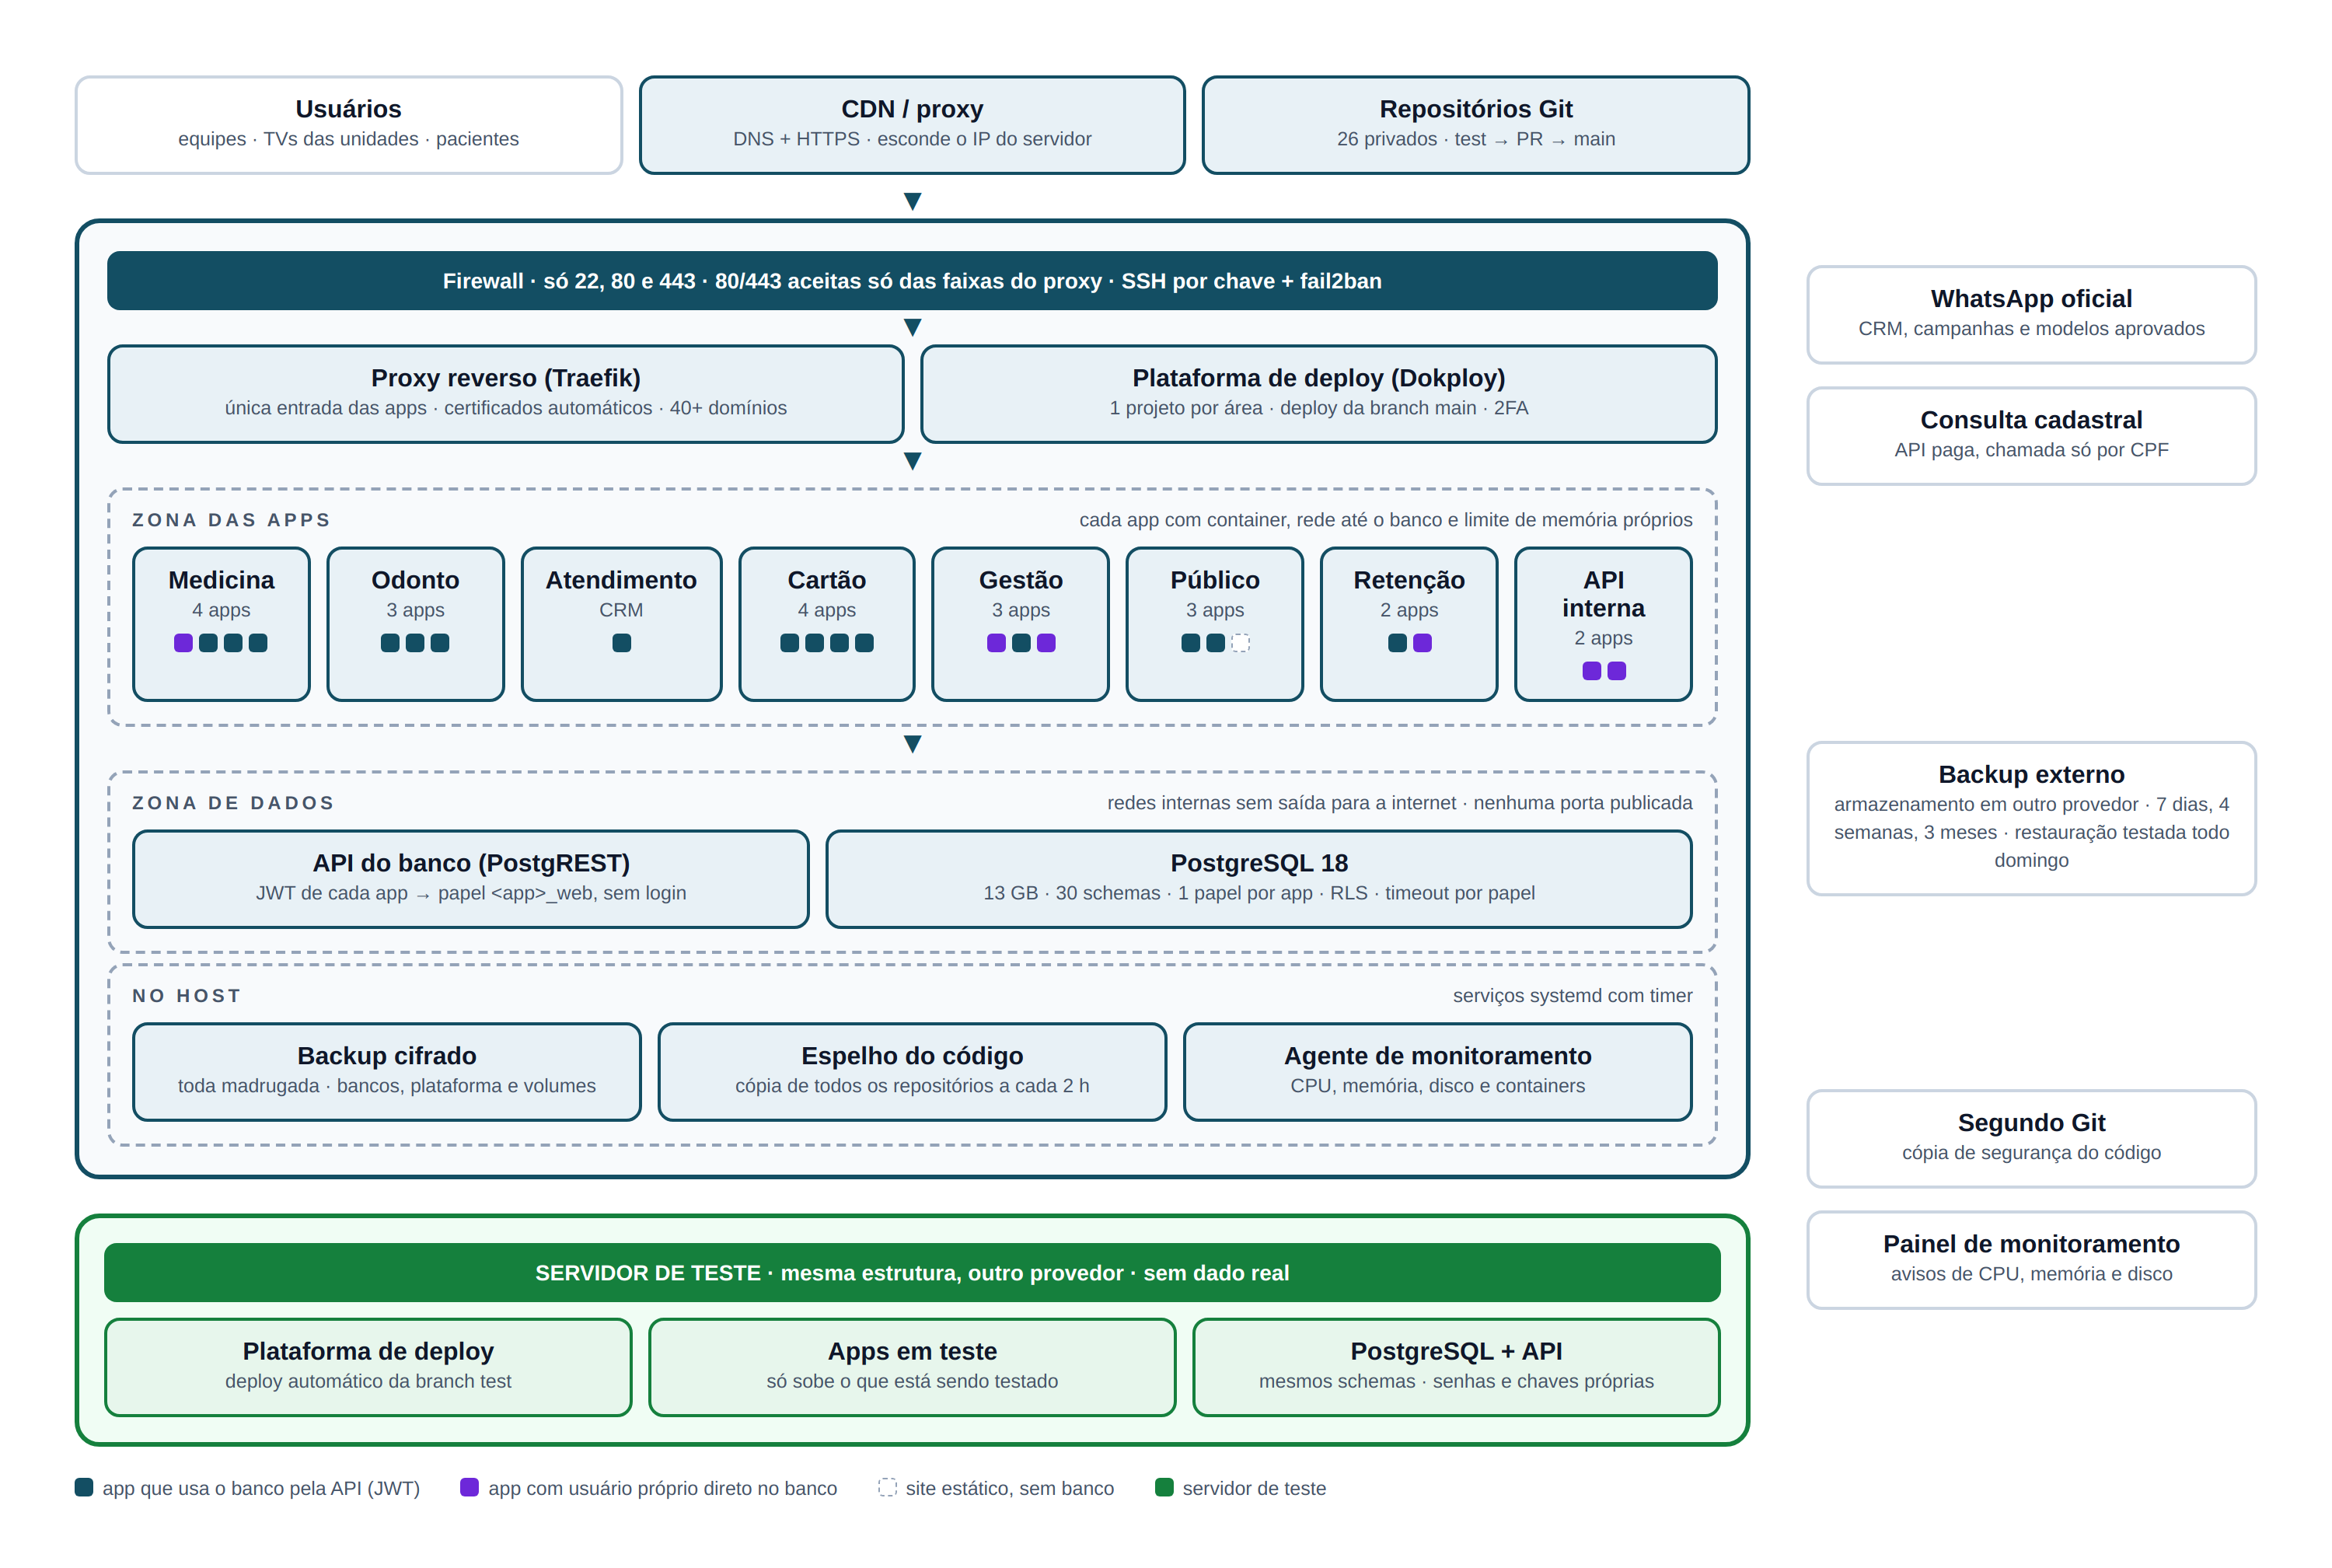 Usuários
equipes · TVs das unidades · pacientes
CDN / proxy
DNS + HTTPS · esconde o IP do servidor
Repositórios Git
26 privados · test → PR → main
Firewall · só 22, 80 e 443 · 80/443 aceitas só das faixas do proxy · SSH por chave + fail2ban
Proxy reverso (Traefik)
única entrada das apps · certificados automáticos · 40+ domínios
Plataforma de deploy (Dokploy)
1 projeto por área · deploy da branch main · 2FA
ZONA DAS APPS
cada app com container, rede até o banco e limite de memória próprios
Medicina
4 apps
Odonto
3 apps
Atendimento
CRM
Cartão
4 apps
Gestão
3 apps
Público
3 apps
Retenção
2 apps
API
interna
2 apps
ZONA DE DADOS
redes internas sem saída para a internet · nenhuma porta publicada
API do banco (PostgREST)
JWT de cada app → papel <app>_web, sem login
PostgreSQL 18
13 GB · 30 schemas · 1 papel por app · RLS · timeout por papel
NO HOST
serviços systemd com timer
Backup cifrado
toda madrugada · bancos, plataforma e volumes
Espelho do código
cópia de todos os repositórios a cada 2 h
Agente de monitoramento
CPU, memória, disco e containers
WhatsApp oficial
CRM, campanhas e modelos aprovados
Consulta cadastral
API paga, chamada só por CPF
Backup externo
armazenamento em outro provedor · 7 dias, 4
semanas, 3 meses · restauração testada todo
domingo
Segundo Git
cópia de segurança do código
Painel de monitoramento
avisos de CPU, memória e disco
SERVIDOR DE TESTE · mesma estrutura, outro provedor · sem dado real
Plataforma de deploy
deploy automático da branch test
Apps em teste
só sobe o que está sendo testado
PostgreSQL + API
mesmos schemas · senhas e chaves próprias
app que usa o banco pela API (JWT)
app com usuário próprio direto no banco
site estático, sem banco
servidor de teste